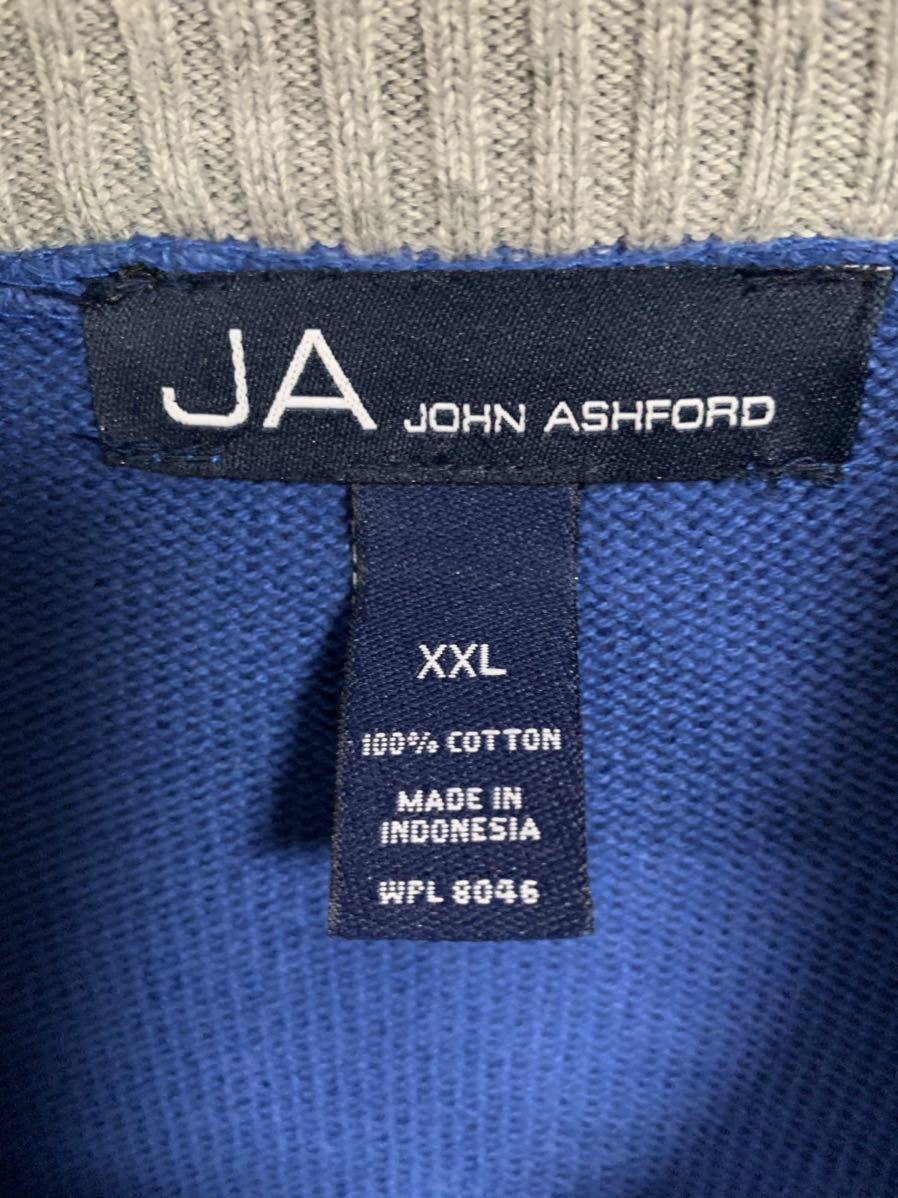 JA JOHN ASHFORD
XXL
100% COTTON
MADE IN
INDONESIA
WPL 8046